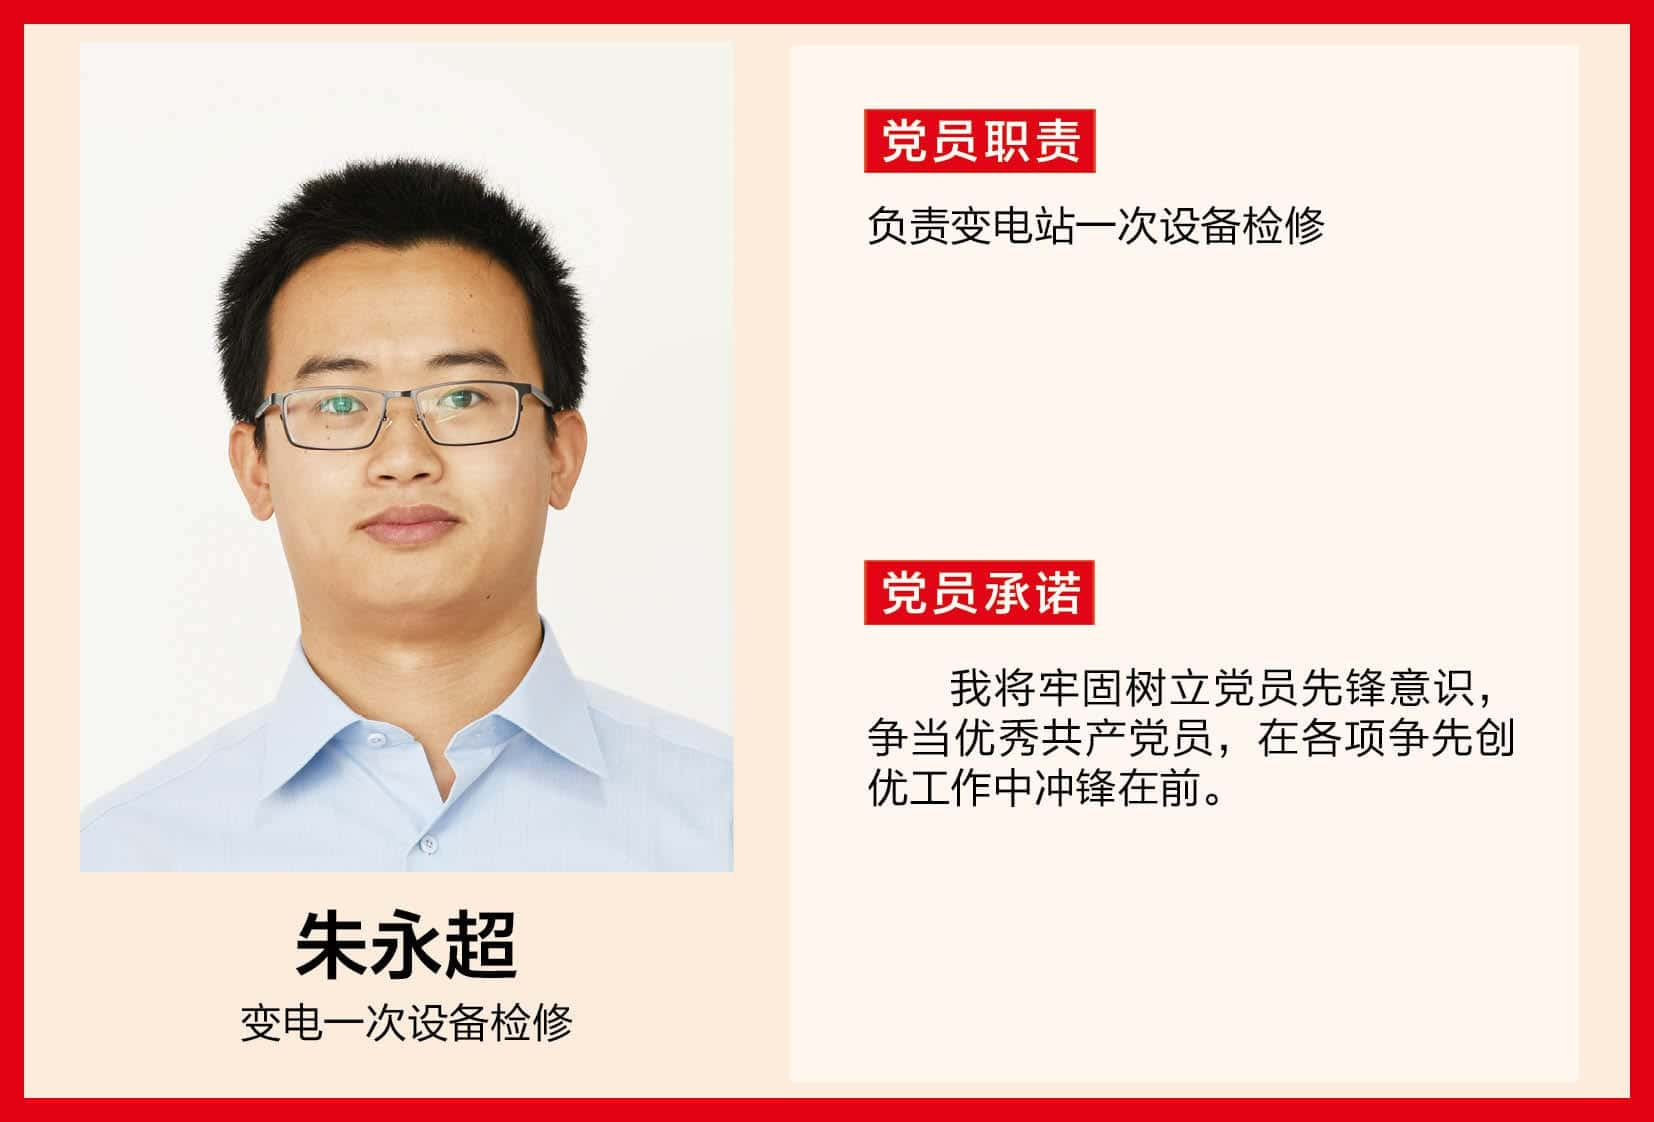 朱永超
变电一次设备检修
党员职责
负责变电站一次设备检修
党员承诺
我将牢固树立党员先锋意识，
争当优秀共产党员，在各项争先创
优工作中冲锋在前。